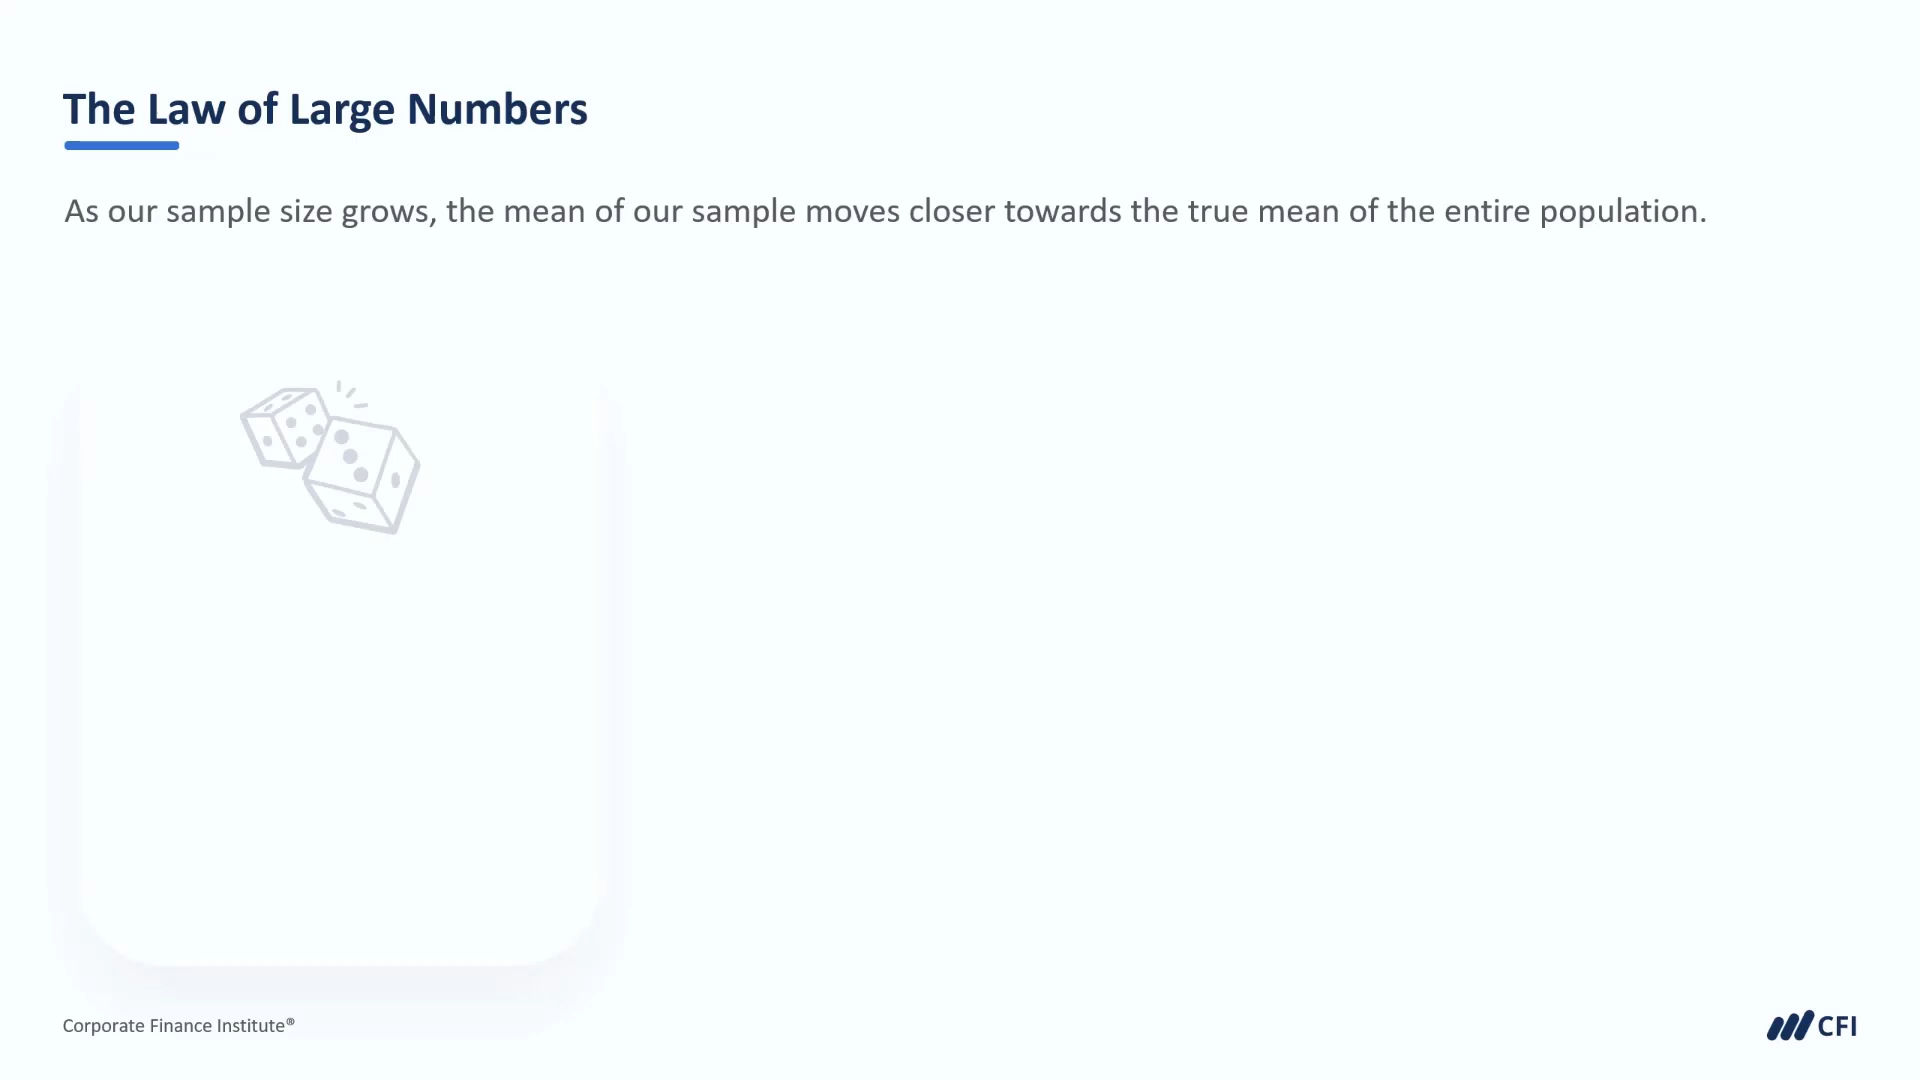 The Law of Large Numbers
As our sample size grows, the mean of our sample moves closer towards the true mean of the entire population.
Corporate Finance Institute®
CFI